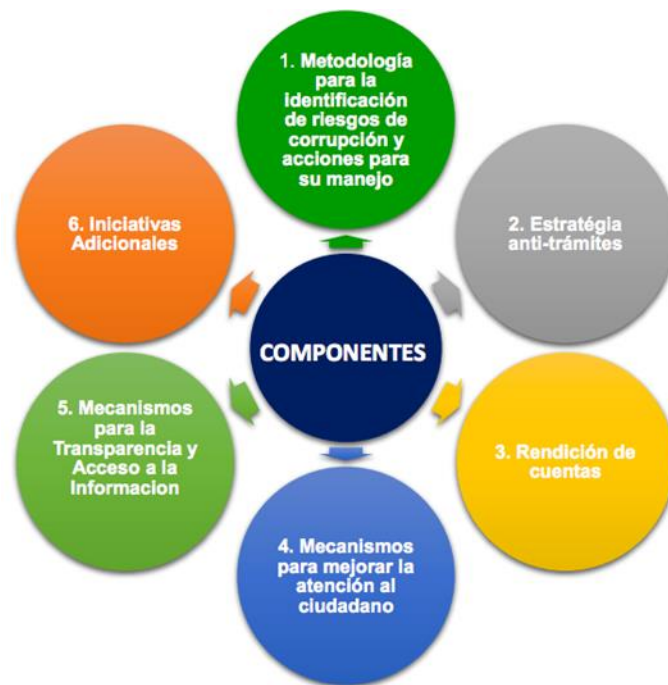 1. Metodología
para la
identificación
de riesgos de
corrupción y
acciones para
su manejo
2. Estratégia
anti-trámites
3. Rendición de
cuentas
4. Mecanismos
para mejorar la
atención al
ciudadano
5. Mecanismos
para la
Transparencia y
Acceso a la
Informacion
6. Iniciativas
Adicionales
COMPONENTES